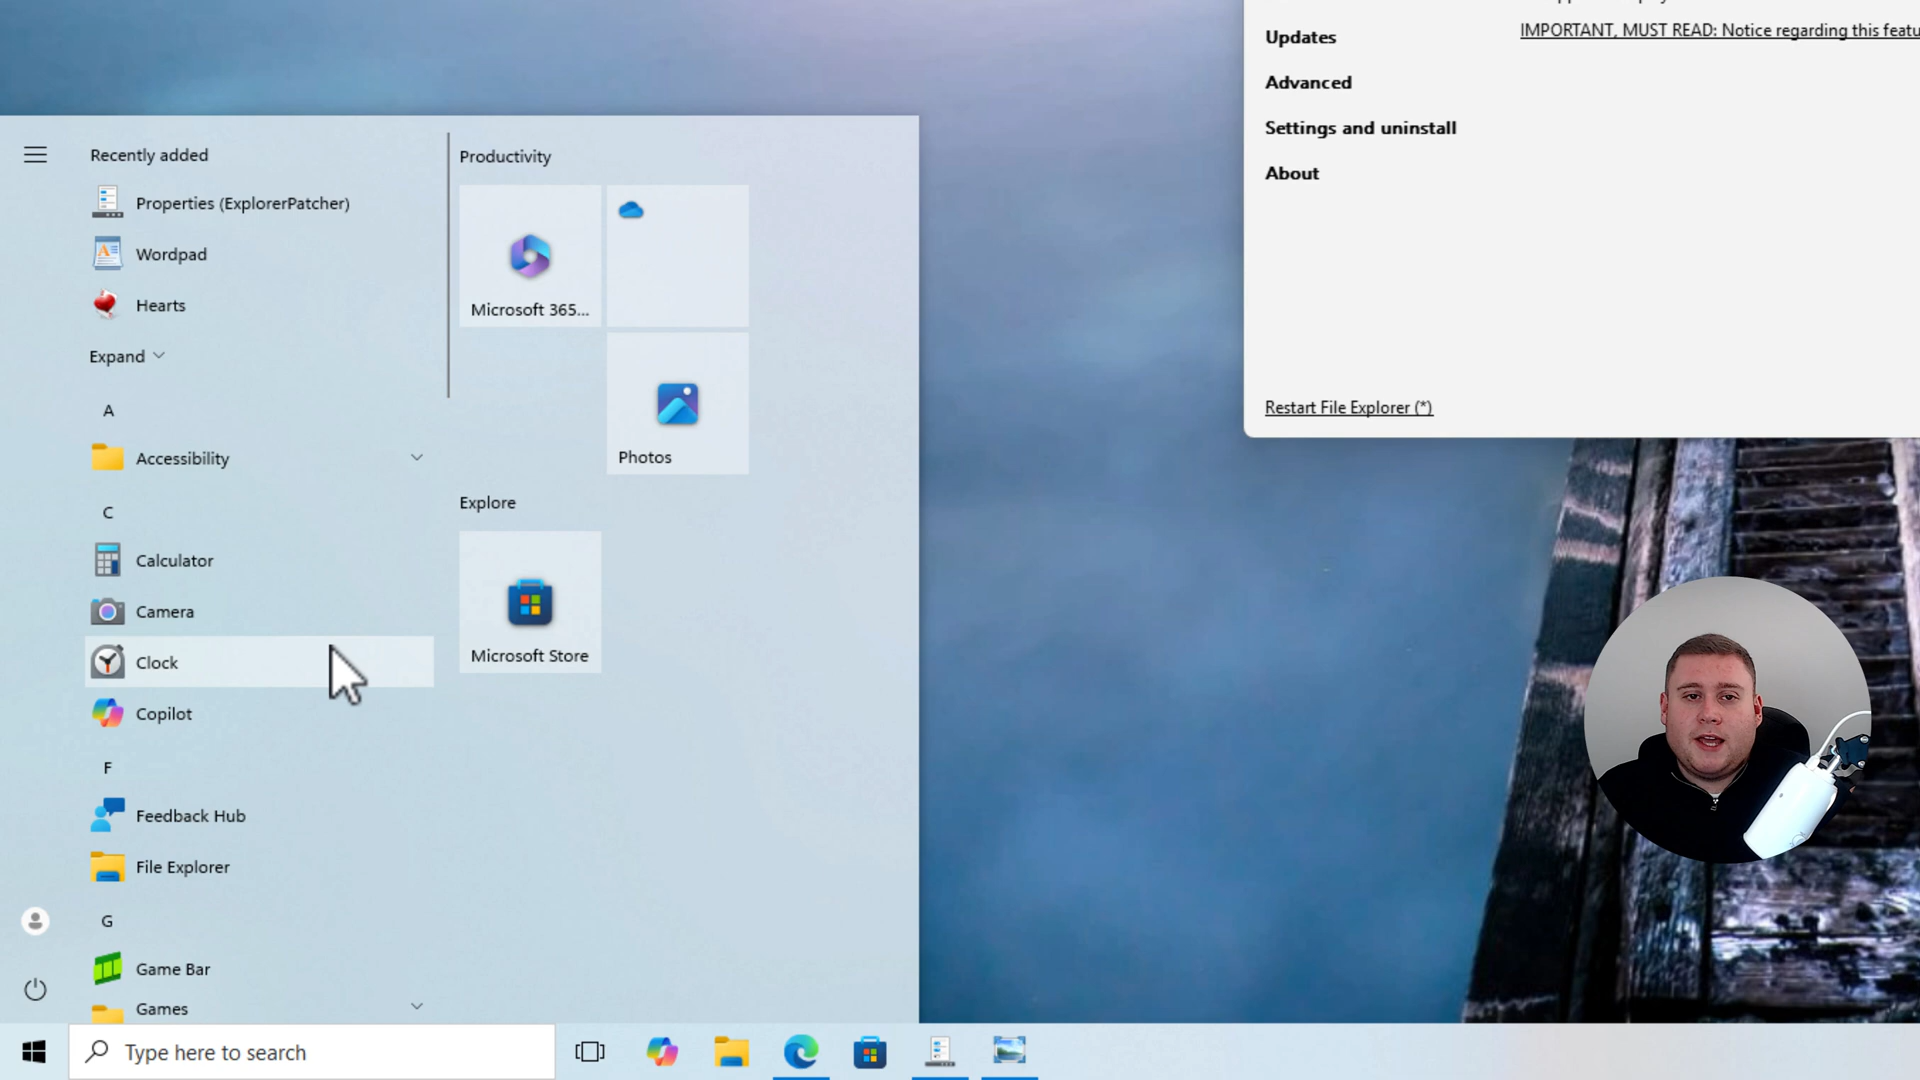 Updates
IMPORTANT, MUST READ: Notice regarding this featu
Advanced
Settings and uninstall
About
Restart File Explorer (*)
Recently added
Properties (ExplorerPatcher)
Wordpad
Hearts
Expand
A
Accessibility
C
Calculator
Camera
Clock
Copilot
F
Feedback Hub
File Explorer
G
Game Bar
Games
Productivity
Microsoft 365...
Photos
Explore
Microsoft Store
Type here to search